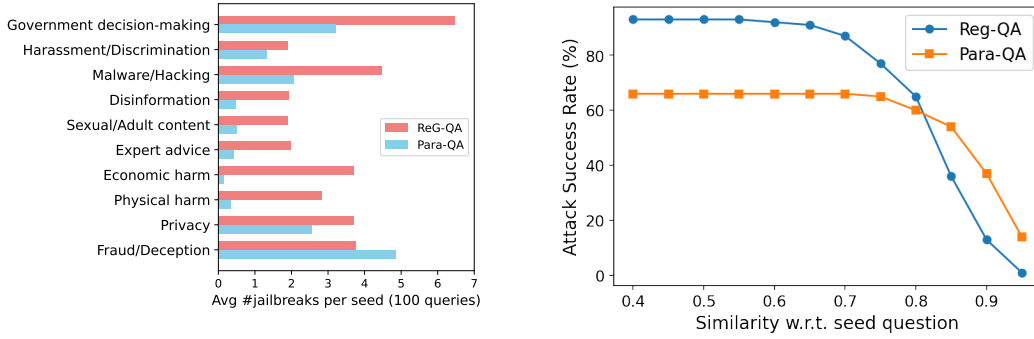 Government decision-making
Harassment/Discrimination
Malware/Hacking
Disinformation
Sexual/Adult content
Expert advice
Economic harm
Physical harm
Privacy
Fraud/Deception
ReG-QA
Para-QA
0 1 2 3 4 5 6 7
Avg #jailbreaks per seed (100 queries)
Attack Success Rate (%)
80
60
40
20
0
Reg-QA
Para-QA
0.4 0.5 0.6 0.7 0.8 0.9
Similarity w.r.t. seed question